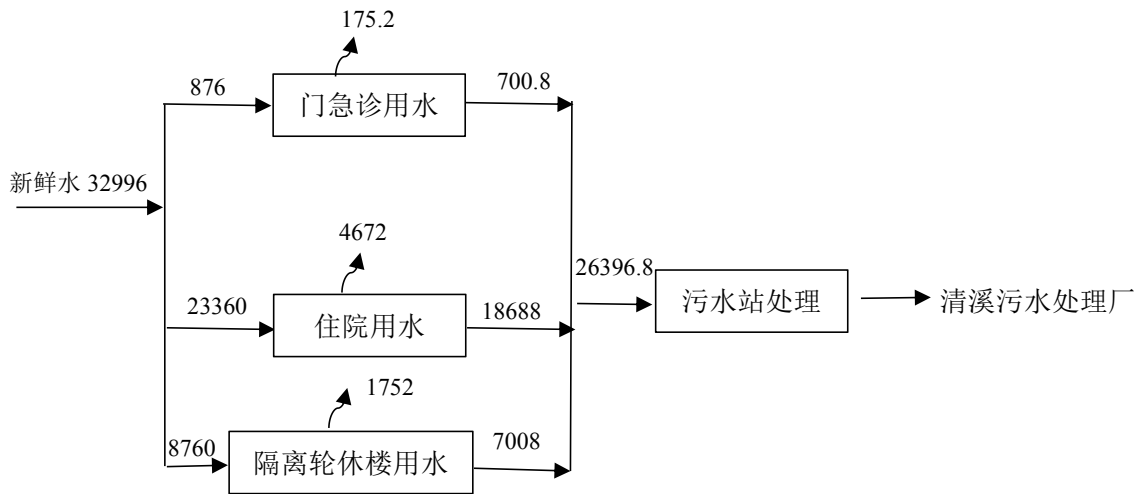 175.2
876
门急诊用水
700.8
新鲜水 32996
4672
23360
住院用水
18688
26396.8
污水站处理
清溪污水处理厂
1752
8760
隔离轮休楼用水
7008